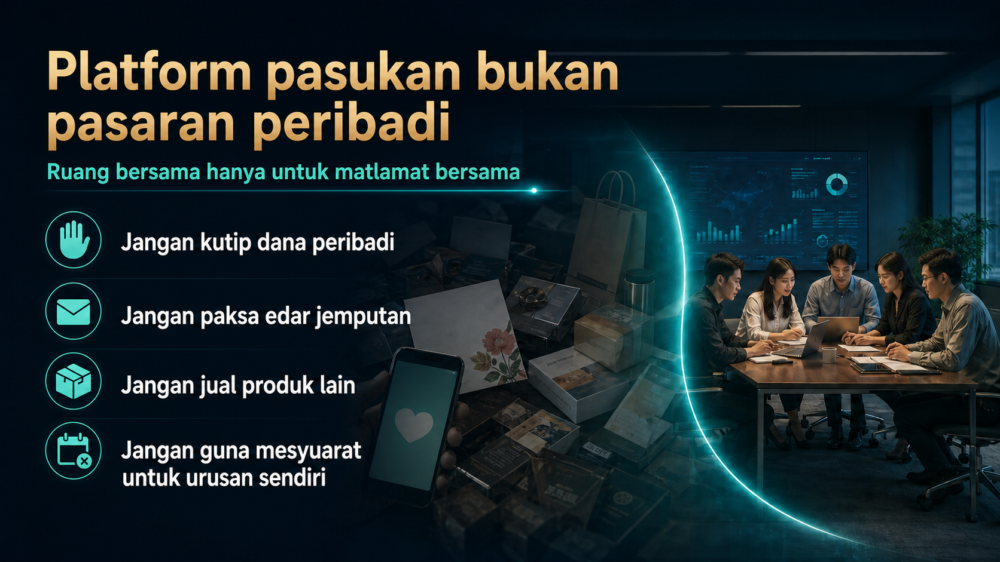 Platform pasukan bukan
pasaran peribadi
Ruang bersama hanya untuk matlamat bersama
Jangan kutip dana peribadi
Jangan paksa edar jemputan
Jangan jual produk lain
Jangan guna mesyuarat
untuk urusan sendiri